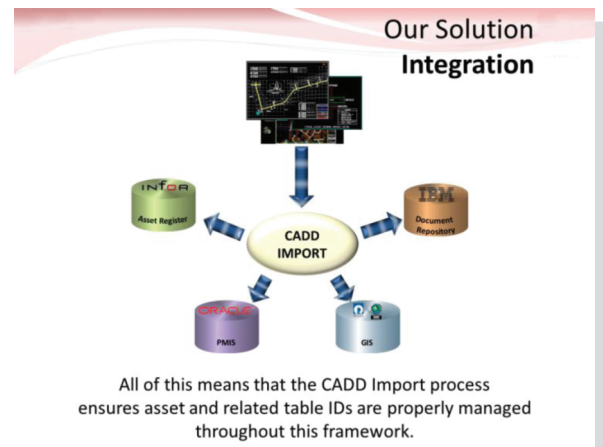 Our Solution
Integration
infOR
Asset Register
IBM
Document
Repository
CADD
IMPORT
ORACLE
PMIS
GIS
All of this means that the CADD Import process
ensures asset and related table IDs are properly managed
throughout this framework.